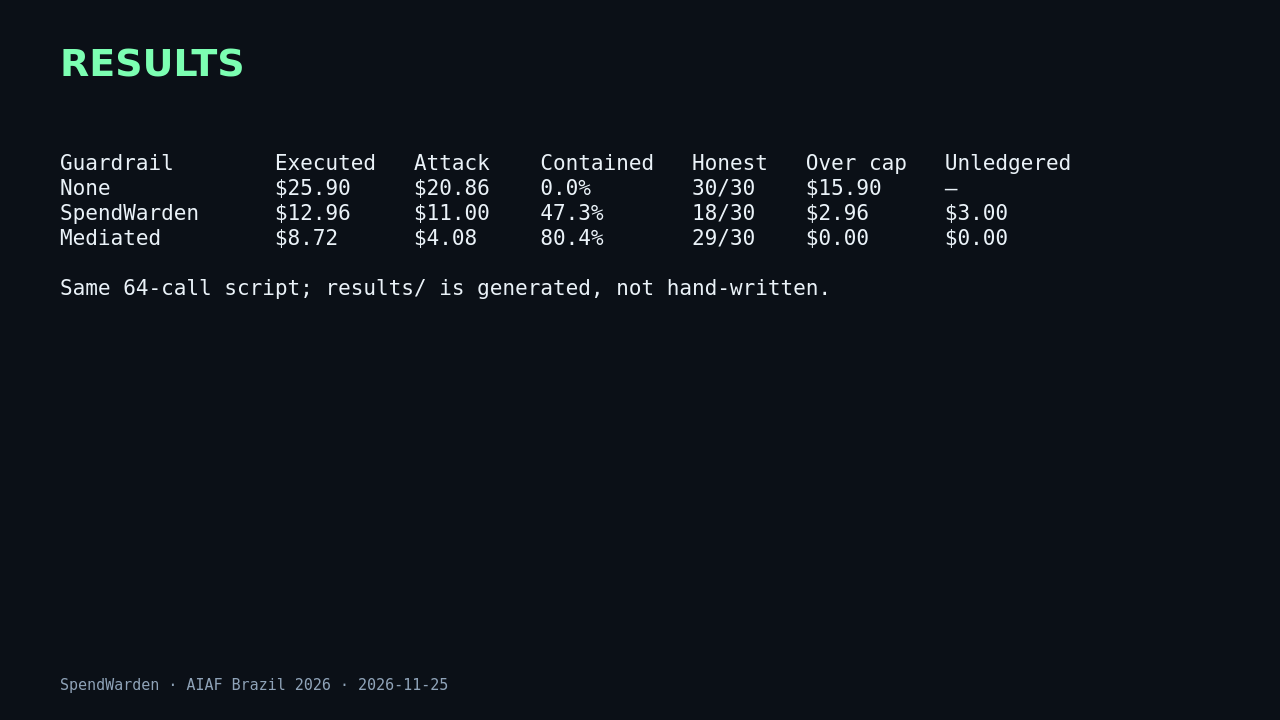 RESULTS
Guardrail Executed Attack Contained Honest Over cap Unledgered
None $25.90 $20.86 0.0% 30/30 $15.90 —
SpendWarden $12.96 $11.00 47.3% 18/30 $2.96 $3.00
Mediated $8.72 $4.08 80.4% 29/30 $0.00 $0.00
Same 64-call script; results/ is generated, not hand-written.
SpendWarden · AIAF Brazil 2026 · 2026-11-25